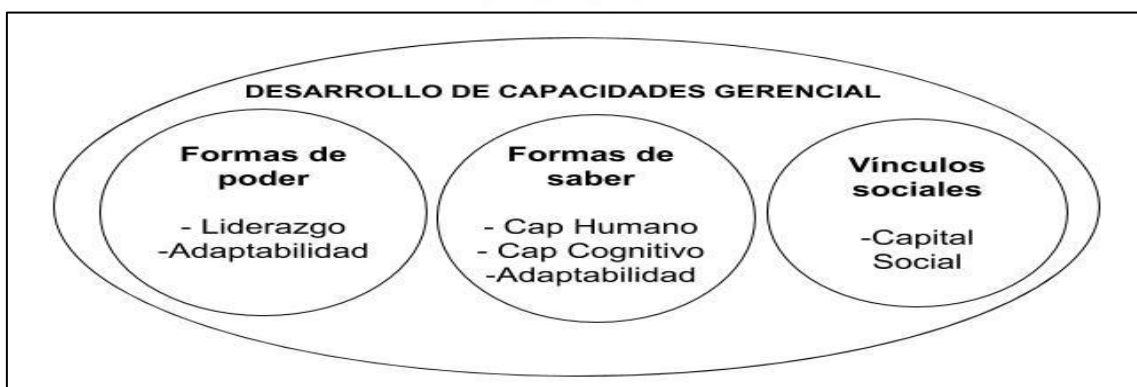 DESARROLLO DE CAPACIDADES GERENCIAL
Formas de
poder
- Liderazgo
-Adaptabilidad
Formas de
saber
- Cap Humano
- Cap Cognitivo
-Adaptabilidad
Vínculos
sociales
-Capital
Social